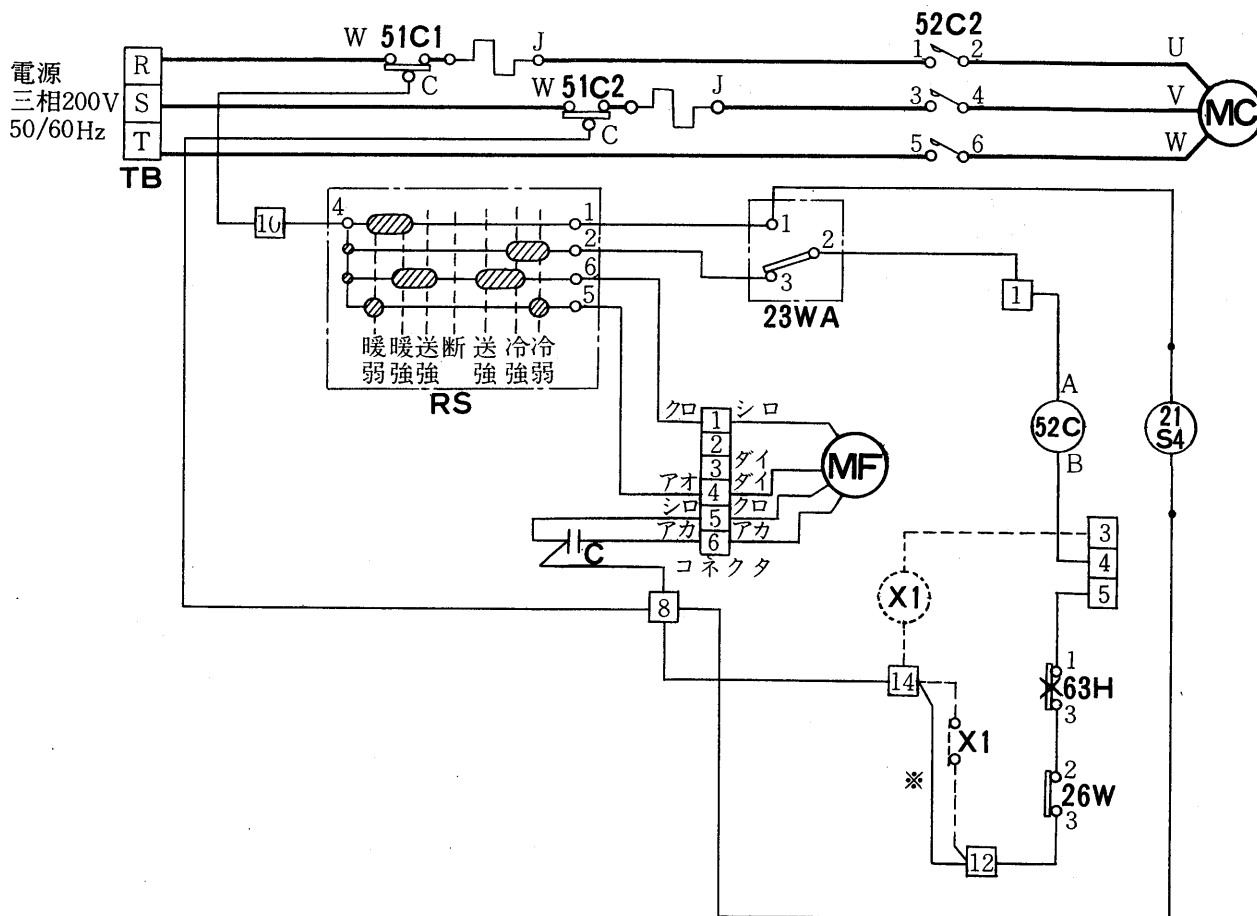 電源
三相200V
50/60Hz
R
S
T
TB
W 51C1 J
C
W 51C2 J
C
52C2
1 2
3 4
5 6
U
V
W
MC
10
4
1
2
6
5
暖弱
暖強
送強
断
送強
冷強
冷弱
RS
1
2
3
23WA
1
A
52C
B
21
S4
クロ 1 シロ
2
3 ダイ
アオ 4 ダイ
シロ 5 クロ
アカ 6 アカ
コネクタ
MF
C
8
3
4
5
X1
14
X1
※
12
1
63H
3
2
26W
3